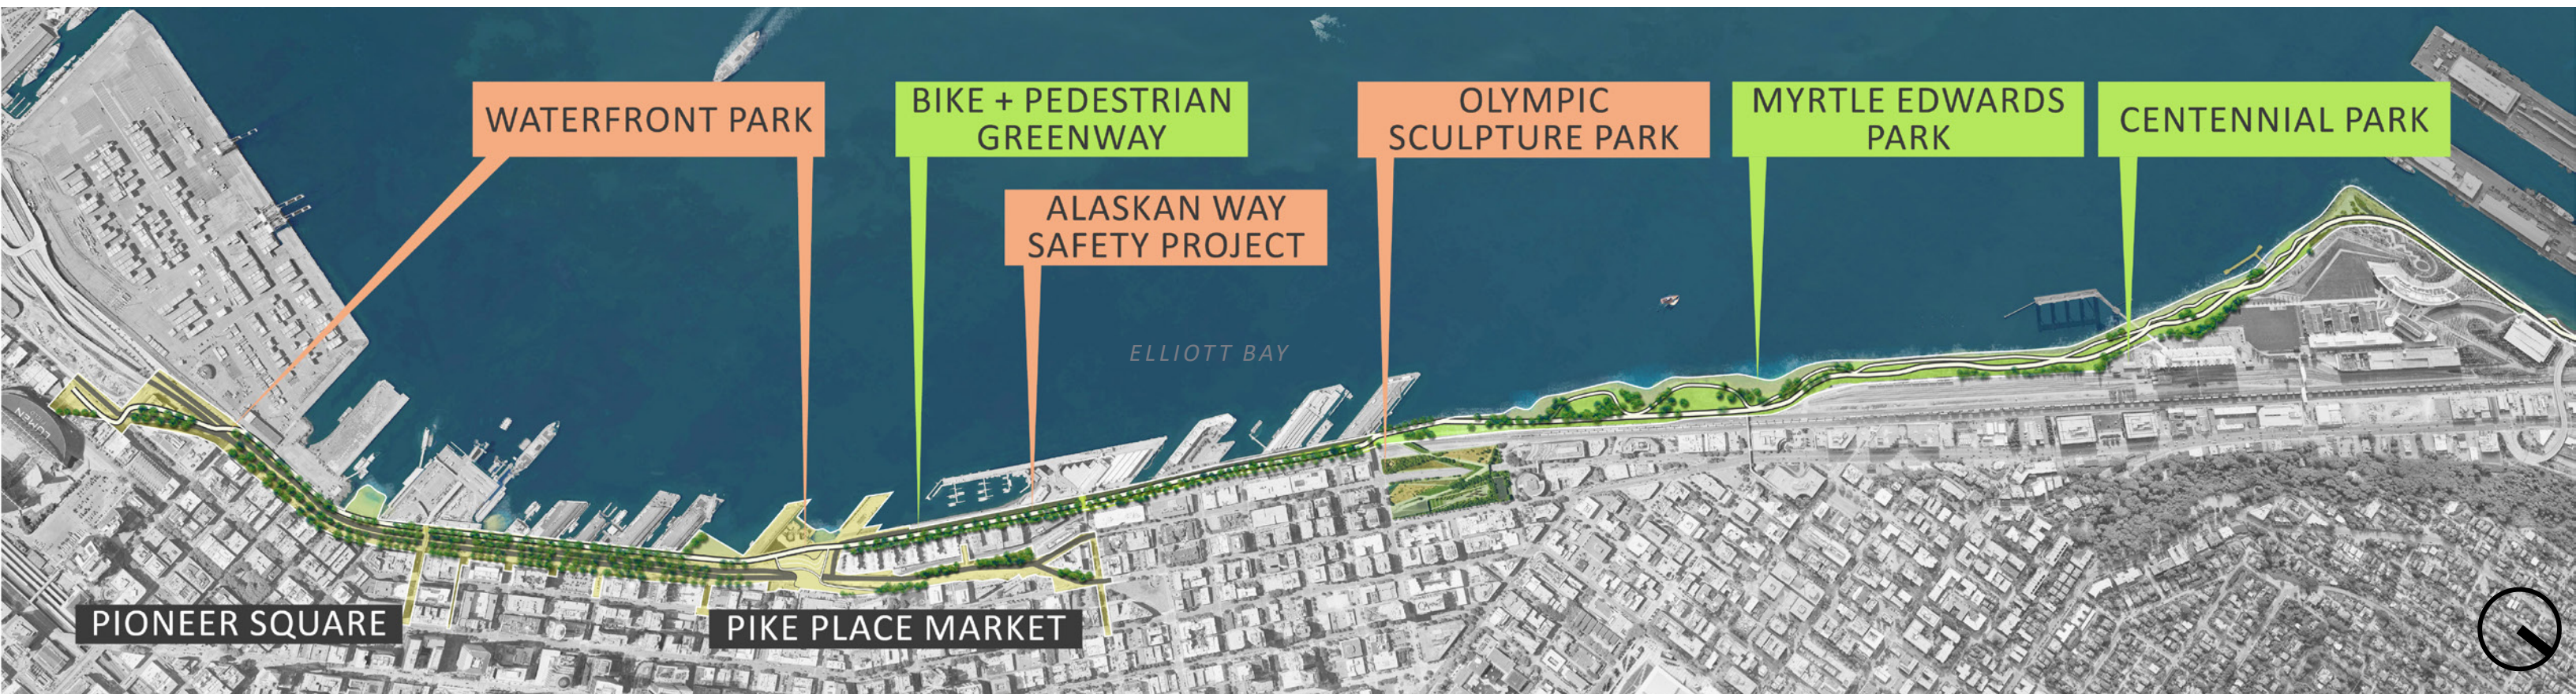 WATERFRONT PARK
BIKE + PEDESTRIAN
GREENWAY
ALASKAN WAY
SAFETY PROJECT
OLYMPIC
SCULPTURE PARK
MYRTLE EDWARDS
PARK
CENTENNIAL PARK
ELLIOTT BAY
LUMEN
PIONEER SQUARE
PIKE PLACE MARKET